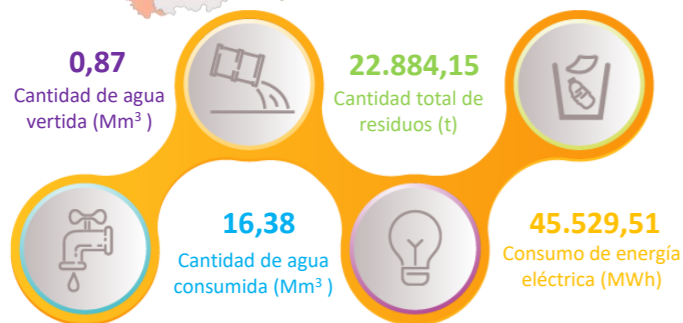 0,87
Cantidad de agua
vertida (Mm³ )
22.884,15
Cantidad total de
residuos (t)
16,38
Cantidad de agua
consumida (Mm³ )
45.529,51
Consumo de energía
eléctrica (MWh)